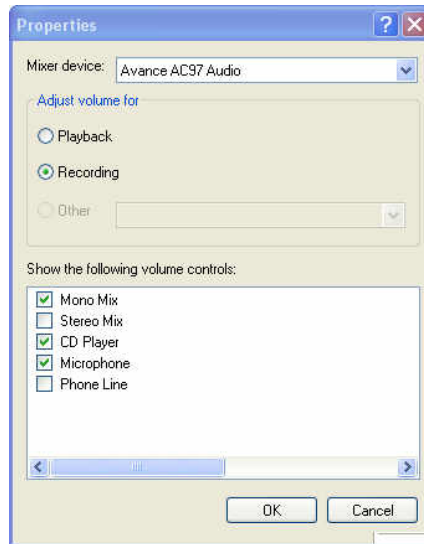 Properties
Mixer device: Avance AC97 Audio
Adjust volume for
Playback
Recording
Other
Show the following volume controls:
Mono Mix
Stereo Mix
CD Player
Microphone
Phone Line
OK Cancel